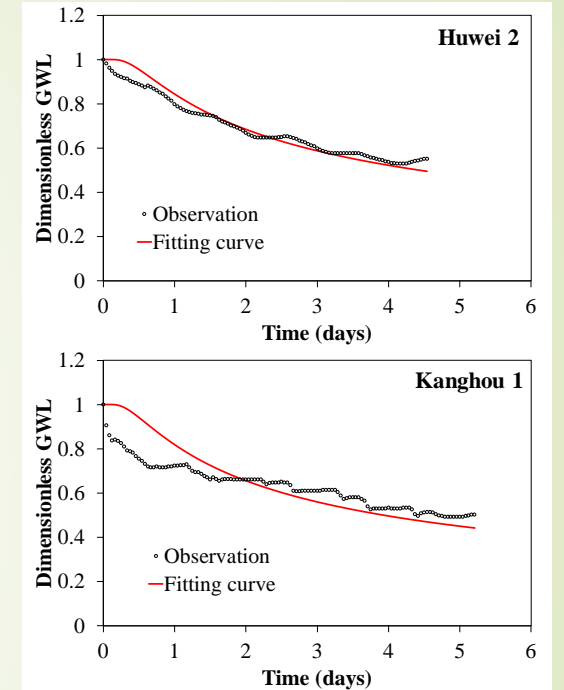 Huwei 2
Dimensionless GWL
1.2
1
0.8
0.6
0.4
0.2
0
Observation
Fitting curve
0 1 2 3 4 5 6
Time (days)
Kanghou 1
Dimensionless GWL
1.2
1
0.8
0.6
0.4
0.2
0
Observation
Fitting curve
0 1 2 3 4 5 6
Time (days)